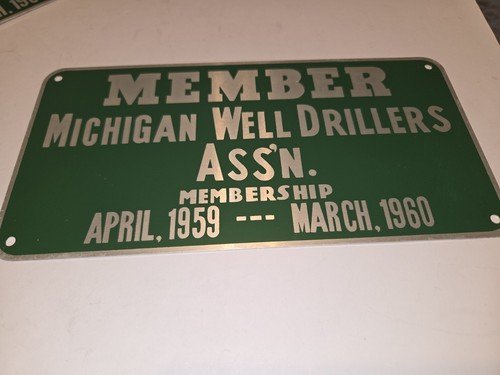 MEMBER
MICHIGAN WELL DRILLERS
ASS'N.
MEMBERSHIP
APRIL, 1959 --- MARCH, 1960